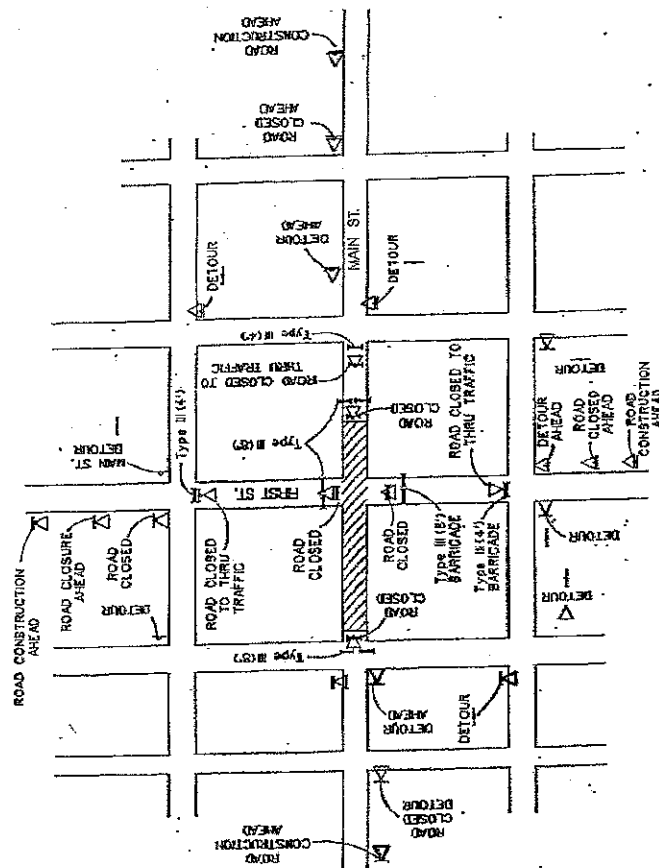 ROAD
CONSTRUCTION
AHEAD
ROAD
CLOSED
AHEAD
DETOUR
AHEAD
MAIN ST.
DETOUR
DETOUR
Type III (4')
ROAD CLOSED TO
THRU TRAFFIC
ROAD
CLOSED
Type III (8')
ROAD CLOSED TO
THRU TRAFFIC
MAIN ST.
DETOUR
Type III (4')
FIRST ST.
DETOUR
DETOUR
AHEAD
ROAD
CLOSED
AHEAD
ROAD
CONSTRUCTION
AHEAD
ROAD CONSTRUCTION
AHEAD
ROAD CLOSURE
AHEAD
ROAD
CLOSED
DETOUR
ROAD CLOSED
TO THRU
TRAFFIC
ROAD
CLOSED
ROAD
CLOSED
BARRICADE
Type III (4')
BARRICADE
DETOUR
DETOUR
ROAD
CLOSED
Type III (8')
DETOUR
AHEAD
DETOUR
ROAD
CLOSED
DETOUR
ROAD
CONSTRUCTION
AHEAD